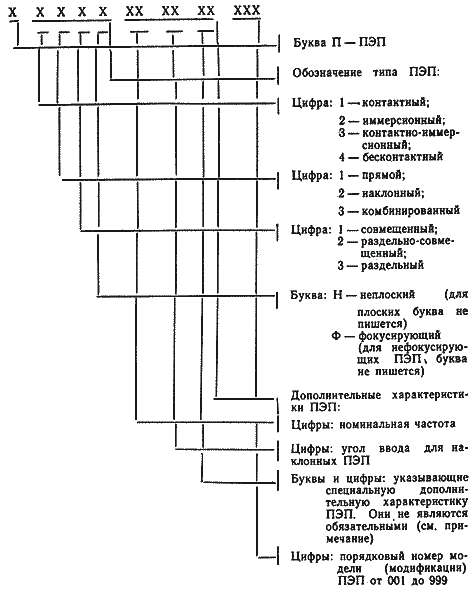 X X X X X XX XX XX XXX
Буква П — ПЭП
Обозначение типа ПЭП:
Цифра: 1 — контактный;
2 — иммерсионный;
3 — контактно-иммер-
сионный;
4 — бесконтактный
Цифра: 1 — прямой;
2 — наклонный;
3 — комбинированный
Цифра: 1 — совмещенный;
2 — раздельно-совме-
щенный;
3 — раздельный
Буква: Н — неплоский (для
плоских буква не
пишется)
Ф — фокусирующий
(для нефокусирую-
щих ПЭП, буква
не пишется)
Дополнительные характеристи-
ки ПЭП:
Цифры: номинальная частота
Цифры: угол ввода для на-
клонных ПЭП
Буквы и цифры: указывающие
специальную дополни-
тельную характеристику
ПЭП. Они не являются
обязательными (см. при-
мечание)
Цифры: порядковый номер мо-
дели (модификации)
ПЭП от 001 до 999